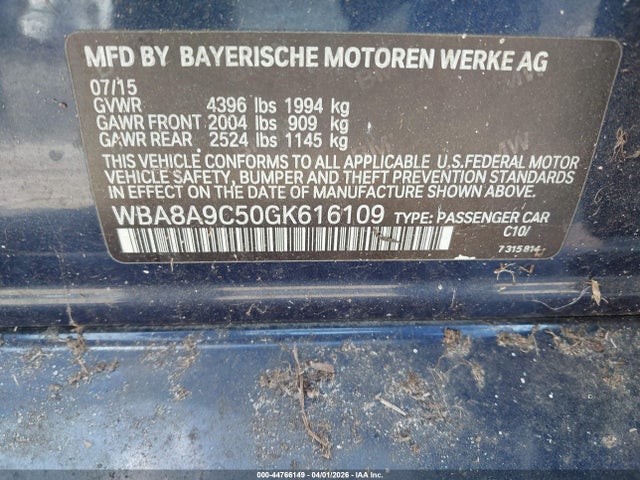 MFD BY BAYERISCHE MOTOREN WERKE AG
07/15
GVWR 4396 lbs 1994 kg
GAWR FRONT 2004 lbs 909 kg
GAWR REAR 2524 lbs 1145 kg
THIS VEHICLE CONFORMS TO ALL APPLICABLE U.S.FEDERAL MOTOR
VEHICLE SAFETY, BUMPER AND THEFT PREVENTION STANDARDS
IN EFFECT ON THE DATE OF MANUFACTURE SHOWN ABOVE.
WBA8A9C50GK616109 TYPE: PASSENGER CAR
C10/
7315814
000-44766149 - 04/01/2026 - IAA Inc.